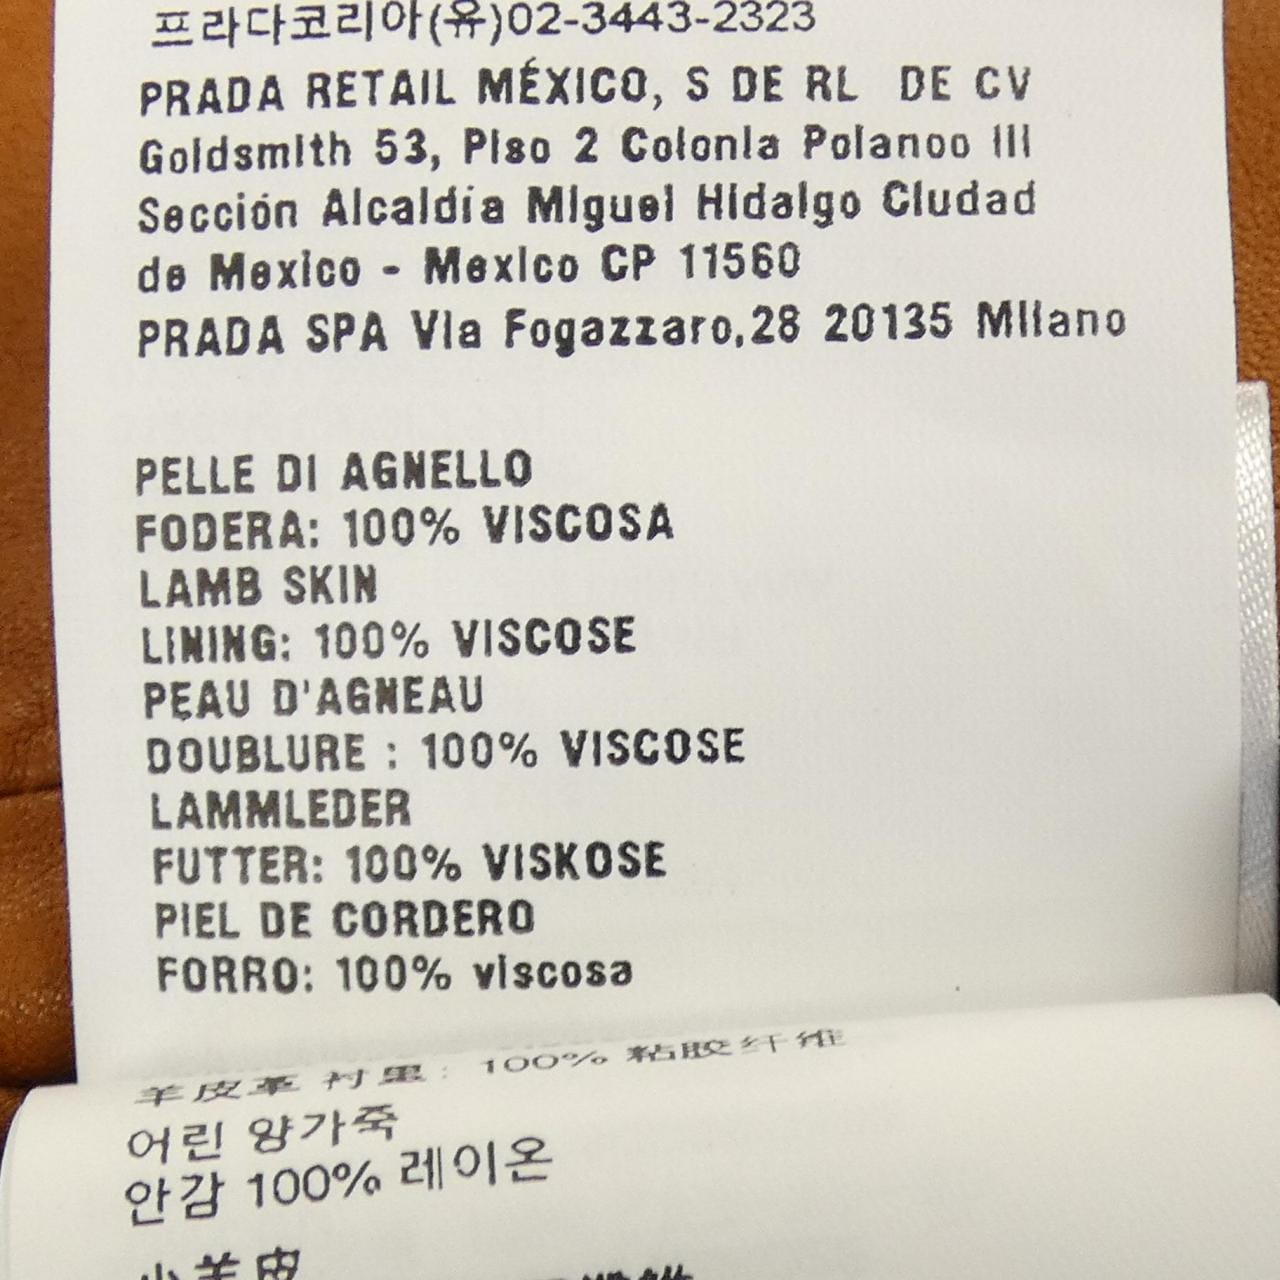 프라다코리아(유)02-3443-2323
PRADA RETAIL MÉXICO, S DE RL DE CV
Goldsmith 53, Piso 2 Colonia Polanco III
Sección Alcaldía Miguel Hidalgo Ciudad
de Mexico - Mexico CP 11560
PRADA SPA Via Fogazzaro,28 20135 Milano
PELLE DI AGNELLO
FODERA: 100% VISCOSA
LAMB SKIN
LINING: 100% VISCOSE
PEAU D'AGNEAU
DOUBLURE : 100% VISCOSE
LAMMLEDER
FUTTER: 100% VISKOSE
PIEL DE CORDERO
FORRO: 100% viscosa
羊皮革 衬里: 100% 粘胶纤维
어린 양가죽
안감 100% 레이온
小羊皮